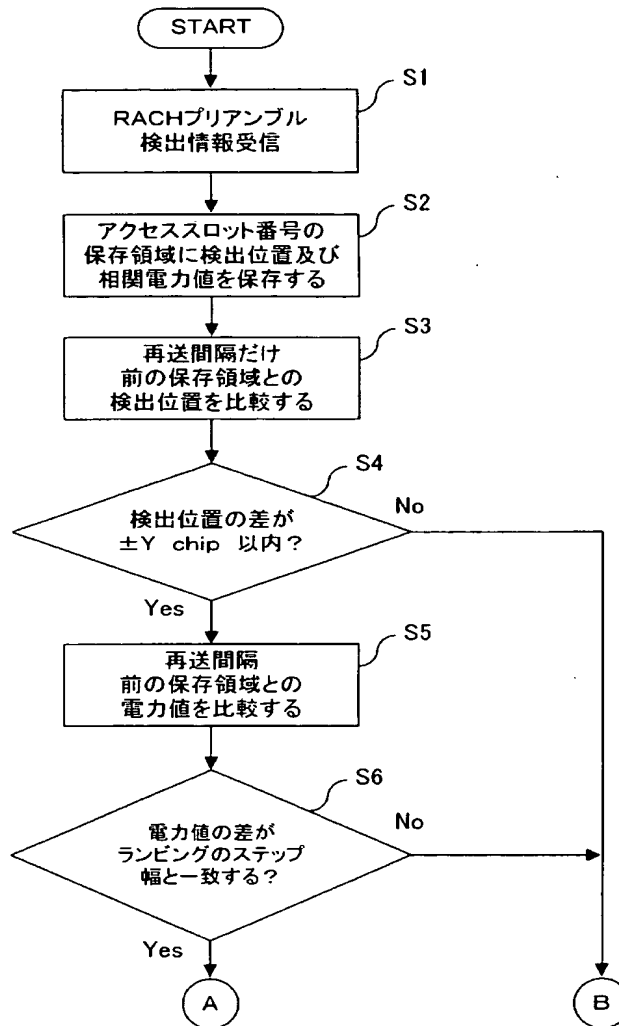 START
S1
RACHプリアンブル
検出情報受信
S2
アクセススロット番号の
保存領域に検出位置及び
相関電力値を保存する
S3
再送間隔だけ
前の保存領域との
検出位置を比較する
S4
検出位置の差が
±Y chip 以内?
No
Yes
S5
再送間隔
前の保存領域との
電力値を比較する
S6
電力値の差が
ランピングのステップ
幅と一致する?
No
Yes
A
B